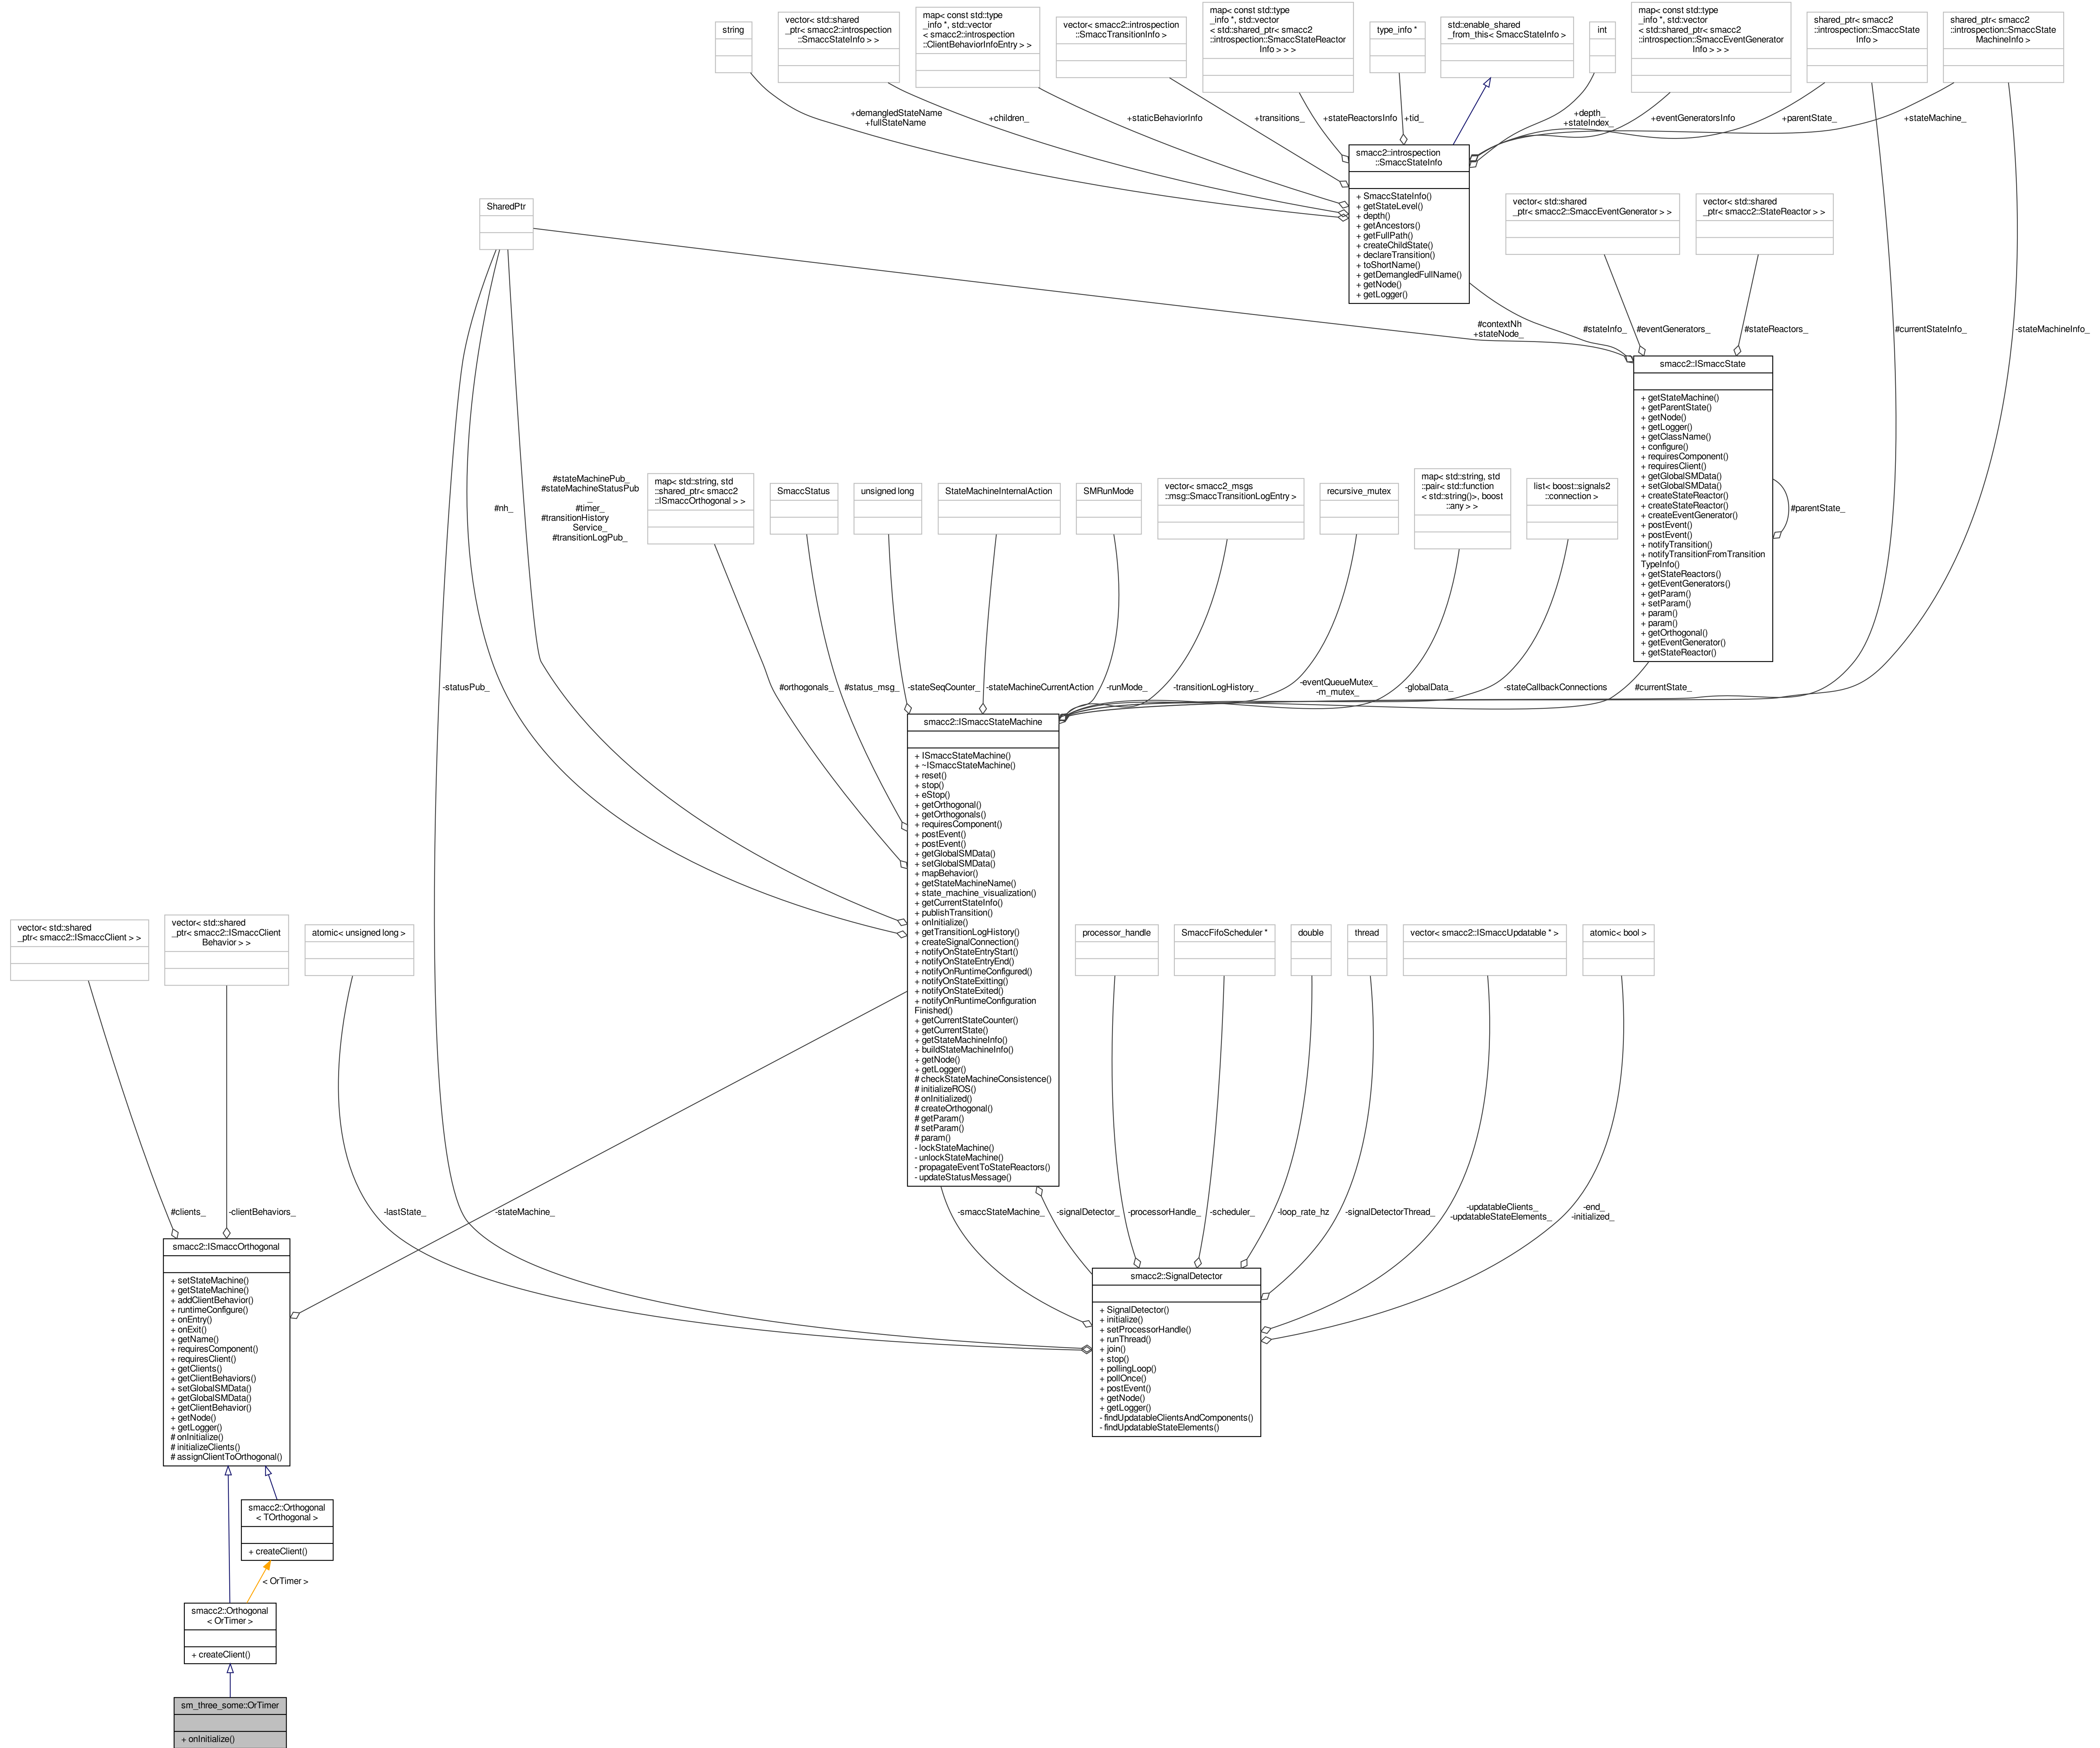 string
vector< std::shared
_ptr< smacc2::introspection
::SmaccStateInfo > >
map< const std::type
_info *, std::vector
< smacc2::introspection
::ClientBehaviorInfoEntry > >
vector< smacc2::introspection
::SmaccTransitionInfo >
map< const std::type
_info *, std::vector
< std::shared_ptr< smacc2
::introspection::SmaccStateReactor
Info > > >
type_info *
std::enable_shared
_from_this< SmaccStateInfo >
int
map< const std::type
_info *, std::vector
< std::shared_ptr< smacc2
::introspection::SmaccEventGenerator
Info > > >
shared_ptr< smacc2
::introspection::SmaccState
Info >
shared_ptr< smacc2
::introspection::SmaccState
MachineInfo >
+demangledStateName
+fullStateName
+children_
+staticBehaviorInfo
+transitions_
+stateReactorsInfo
+tid_
+depth_
+stateIndex_
+eventGeneratorsInfo
+parentState_
+stateMachine_
smacc2::introspection
::SmaccStateInfo
+ SmaccStateInfo()
+ getStateLevel()
+ depth()
+ getAncestors()
+ getFullPath()
+ createChildState()
+ declareTransition()
+ toShortName()
+ getDemangledFullName()
+ getNode()
+ getLogger()
SharedPtr
vector< std::shared
_ptr< smacc2::SmaccEventGenerator > >
vector< std::shared
_ptr< smacc2::StateReactor > >
#contextNh
+stateNode_
#stateInfo_
#eventGenerators_
#stateReactors_
#currentStateInfo_
-stateMachineInfo_
smacc2::ISmaccState
+ getStateMachine()
+ getParentState()
+ getNode()
+ getLogger()
+ getClassName()
+ configure()
+ requiresComponent()
+ requiresClient()
+ getGlobalSMData()
+ setGlobalSMData()
+ createStateReactor()
+ createStateReactor()
+ createEventGenerator()
+ postEvent()
+ postEvent()
+ notifyTransition()
+ notifyTransitionFromTransition
TypeInfo()
+ getStateReactors()
+ getEventGenerators()
+ getParam()
+ setParam()
+ param()
+ param()
+ getOrthogonal()
+ getEventGenerator()
+ getStateReactor()
#parentState_
#nh_
#stateMachinePub_
#stateMachineStatusPub
_
#timer_
#transitionHistory
Service_
#transitionLogPub_
map< std::string, std
::shared_ptr< smacc2
::ISmaccOrthogonal > >
SmaccStatus
unsigned long
StateMachineInternalAction
SMRunMode
vector< smacc2_msgs
::msg::SmaccTransitionLogEntry >
recursive_mutex
map< std::string, std
::pair< std::function
< std::string()>, boost
::any > >
list< boost::signals2
::connection >
-statusPub_
#orthogonals_
#status_msg_
-stateSeqCounter_
-stateMachineCurrentAction
-runMode_
-transitionLogHistory_
-eventQueueMutex_
-m_mutex_
-globalData_
-stateCallbackConnections
#currentState_
smacc2::ISmaccStateMachine
+ ISmaccStateMachine()
+ ~ISmaccStateMachine()
+ reset()
+ stop()
+ eStop()
+ getOrthogonal()
+ getOrthogonals()
+ requiresComponent()
+ postEvent()
+ postEvent()
+ getGlobalSMData()
+ setGlobalSMData()
+ mapBehavior()
+ getStateMachineName()
+ state_machine_visualization()
+ getCurrentStateInfo()
+ publishTransition()
+ onInitialize()
+ getTransitionLogHistory()
+ createSignalConnection()
+ notifyOnStateEntryStart()
+ notifyOnStateEntryEnd()
+ notifyOnRuntimeConfigured()
+ notifyOnStateExitting()
+ notifyOnStateExited()
+ notifyOnRuntimeConfiguration
Finished()
+ getCurrentStateCounter()
+ getCurrentState()
+ getStateMachineInfo()
+ buildStateMachineInfo()
+ getNode()
+ getLogger()
# checkStateMachineConsistence()
# initializeROS()
# onInitialized()
# createOrthogonal()
# getParam()
# setParam()
# param()
- lockStateMachine()
- unlockStateMachine()
- propagateEventToStateReactors()
- updateStatusMessage()
vector< std::shared
_ptr< smacc2::ISmaccClient > >
vector< std::shared
_ptr< smacc2::ISmaccClient
Behavior > >
atomic< unsigned long >
processor_handle
SmaccFifoScheduler *
double
thread
vector< smacc2::ISmaccUpdatable * >
atomic< bool >
#clients_
-clientBehaviors_
-lastState_
-stateMachine_
-smaccStateMachine_
-signalDetector_
-processorHandle_
-scheduler_
-loop_rate_hz
-signalDetectorThread_
-updatableClients_
-updatableStateElements_
-end_
-initialized_
smacc2::ISmaccOrthogonal
+ setStateMachine()
+ getStateMachine()
+ addClientBehavior()
+ runtimeConfigure()
+ onEntry()
+ onExit()
+ getName()
+ requiresComponent()
+ requiresClient()
+ getClients()
+ getClientBehaviors()
+ setGlobalSMData()
+ getGlobalSMData()
+ getClientBehavior()
+ getNode()
+ getLogger()
# onInitialize()
# initializeClients()
# assignClientToOrthogonal()
smacc2::SignalDetector
+ SignalDetector()
+ initialize()
+ setProcessorHandle()
+ runThread()
+ join()
+ stop()
+ pollingLoop()
+ pollOnce()
+ postEvent()
+ getNode()
+ getLogger()
- findUpdatableClientsAndComponents()
- findUpdatableStateElements()
smacc2::Orthogonal
< TOrthogonal >
+ createClient()
< OrTimer >
smacc2::Orthogonal
< OrTimer >
+ createClient()
sm_three_some::OrTimer
+ onInitialize()